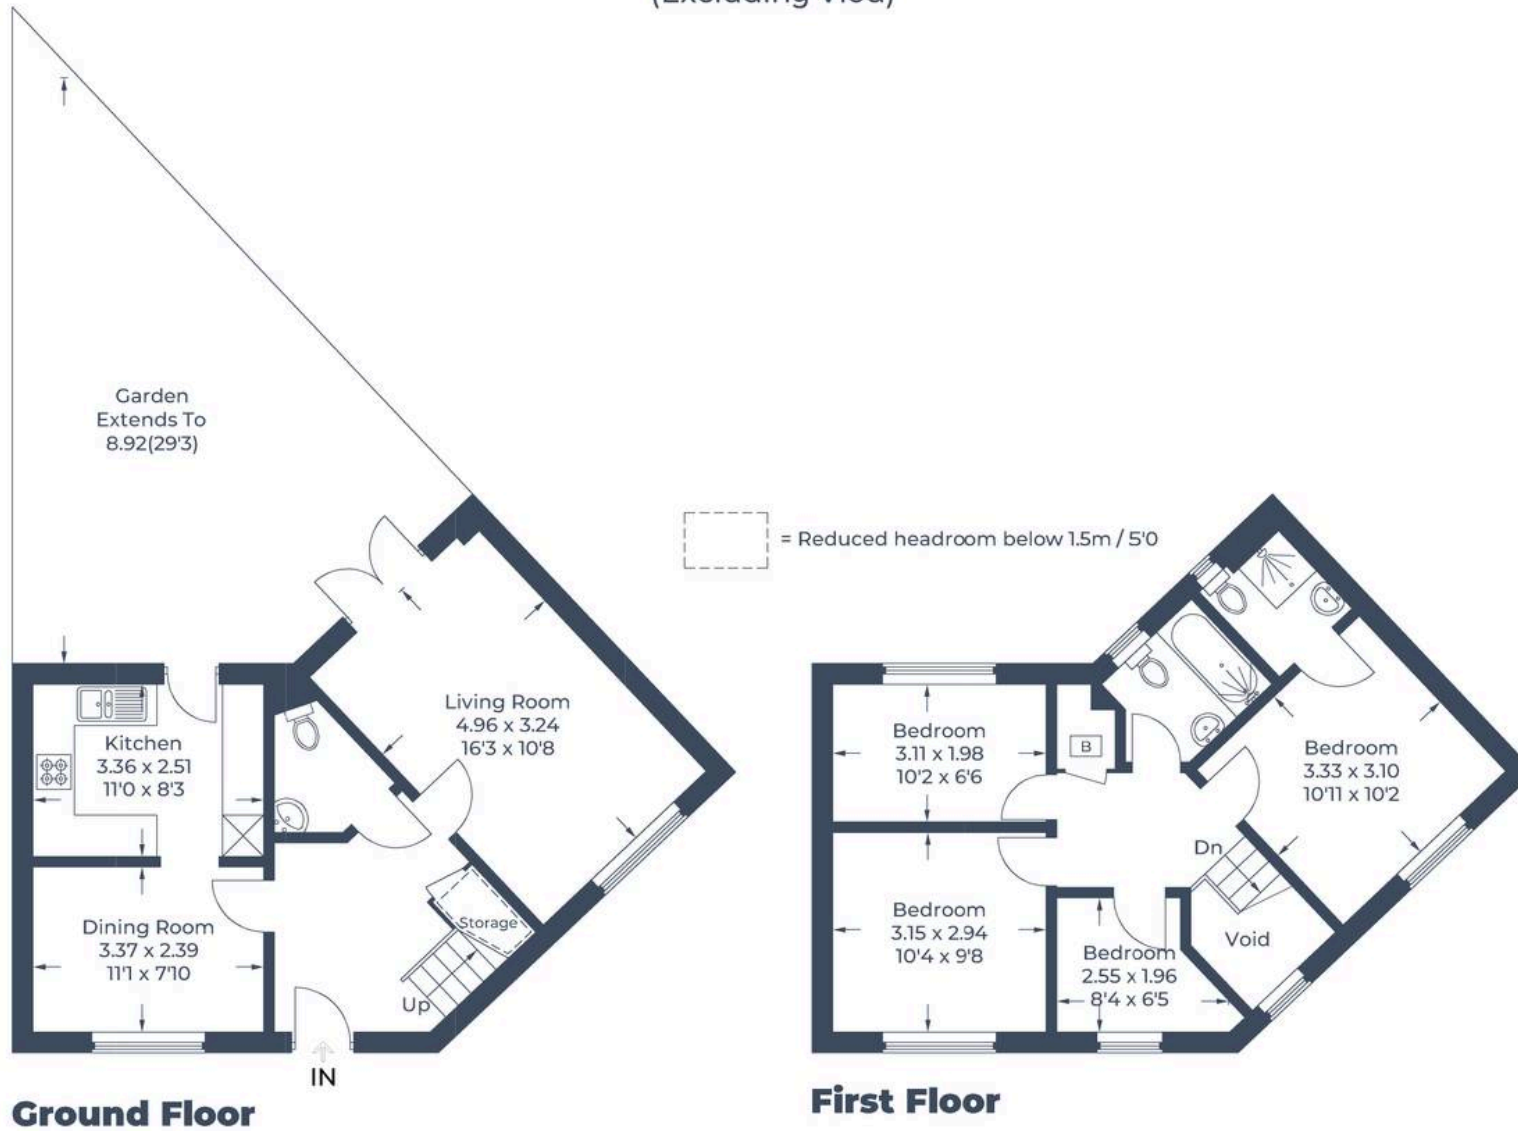 (Excluding Viod)
Garden
Extends To
8.92(29'3)
= Reduced headroom below 1.5m / 5'0
Living Room
4.96 x 3.24
16'3 x 10'8
Kitchen
3.36 x 2.51
11'0 x 8'3
Dining Room
3.37 x 2.39
11'1 x 7'10
Storage
Up
IN
Ground Floor
Bedroom
3.11 x 1.98
10'2 x 6'6
B
Bedroom
3.33 x 3.10
10'11 x 10'2
Dn
Bedroom
3.15 x 2.94
10'4 x 9'8
Void
Bedroom
2.55 x 1.96
8'4 x 6'5
First Floor